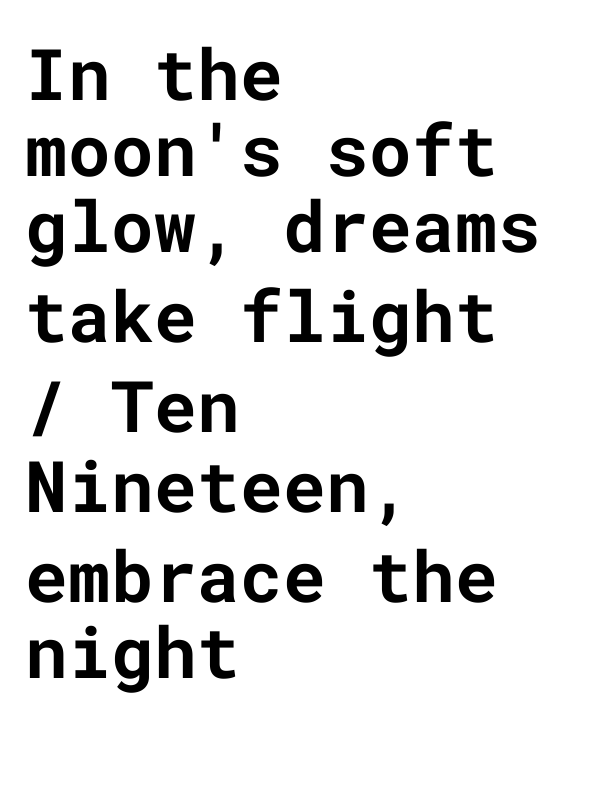 In the
moon's soft
glow, dreams
take flight
/ Ten
Nineteen,
embrace the
night